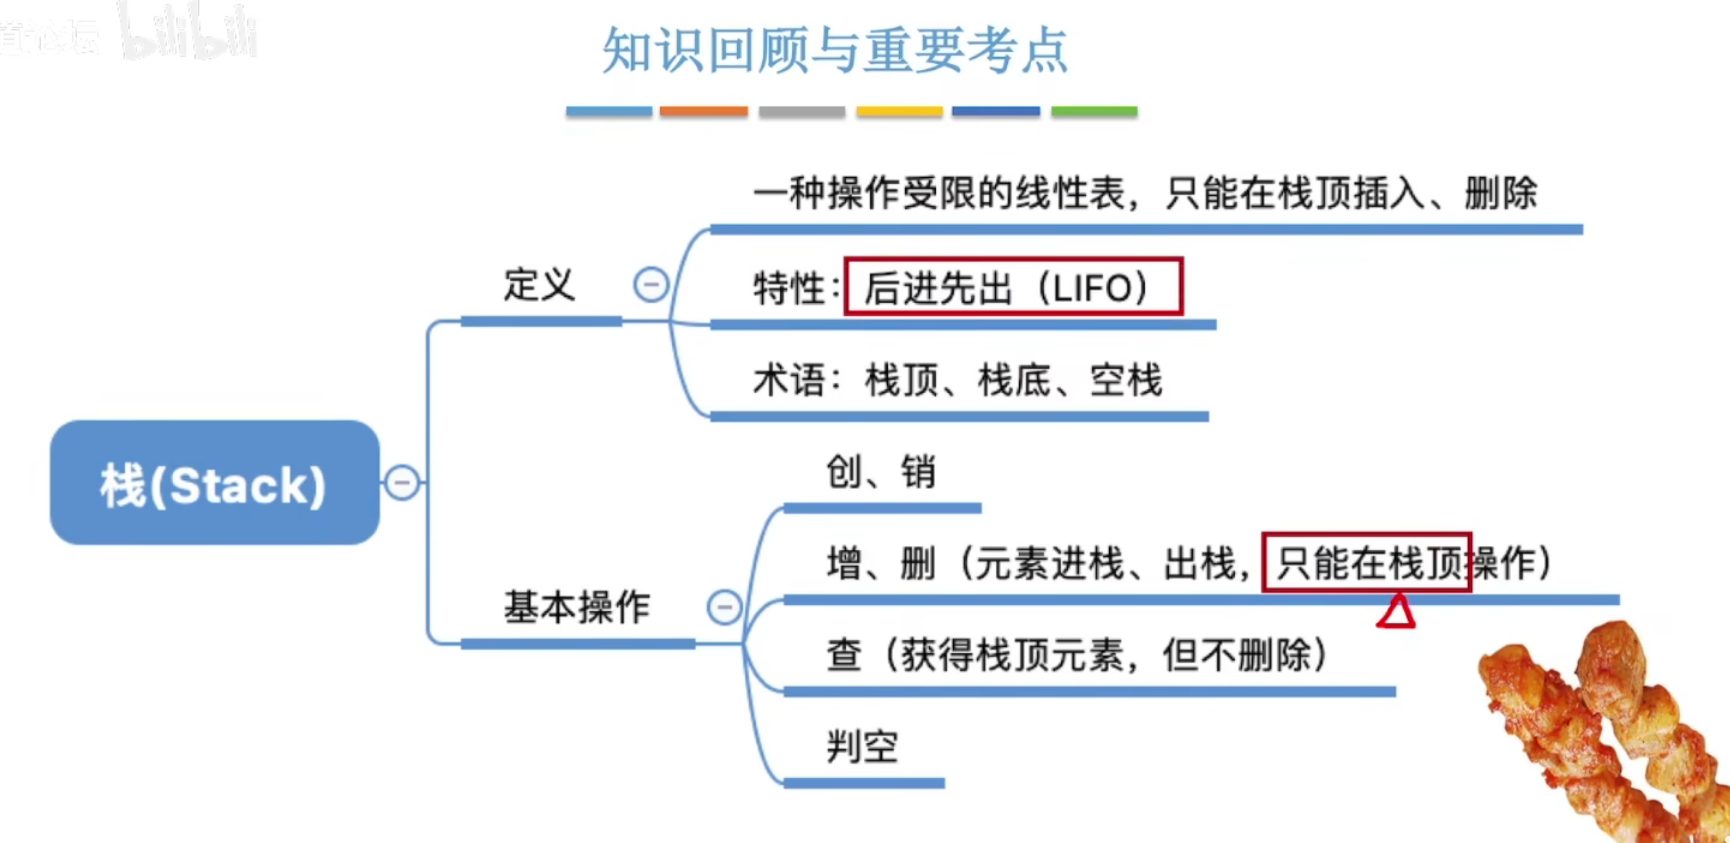 bilibili
知识回顾与重要考点
一种操作受限的线性表，只能在栈顶插入、删除
定义
特性：后进先出（LIFO）
术语：栈顶、栈底、空栈
栈(Stack)
创、销
增、删（元素进栈、出栈，只能在栈顶操作）
基本操作
查（获得栈顶元素，但不删除）
判空